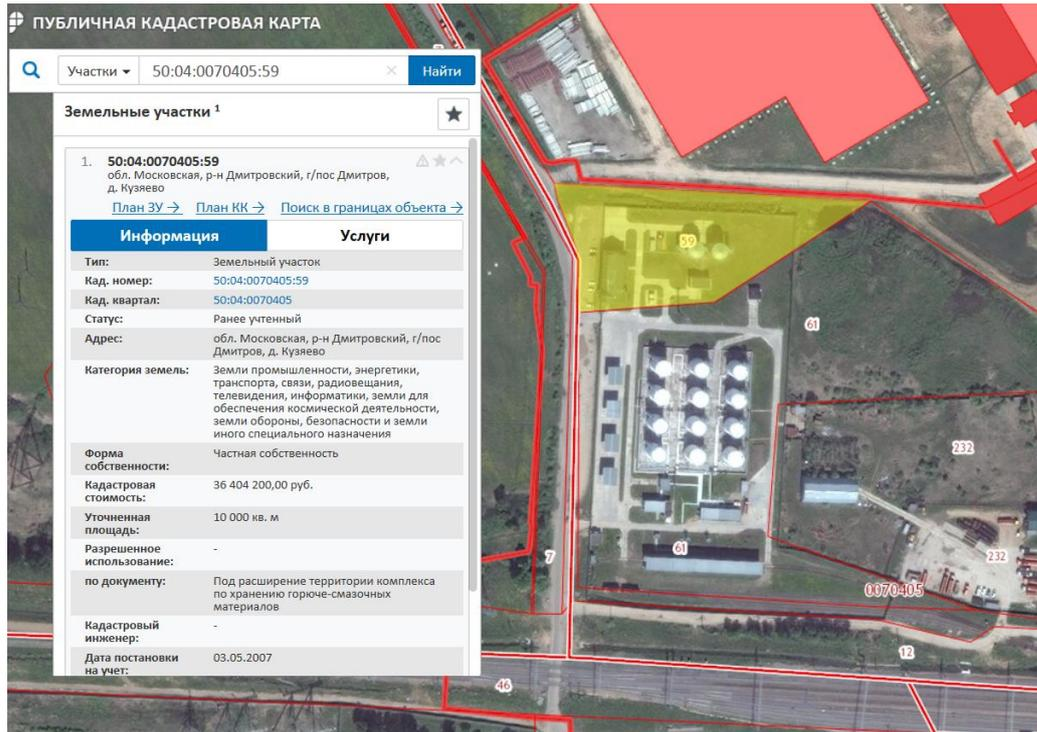 ПУБЛИЧНАЯ КАДАСТРОВАЯ КАРТА
Участки
50:04:0070405:59
Найти
Земельные участки 1
1. 50:04:0070405:59
обл. Московская, р-н Дмитровский, г/пос Дмитров,
д. Кузяево
План ЗУ → План КК → Поиск в границах объекта →
Информация Услуги
Тип: Земельный участок
Кад. номер: 50:04:0070405:59
Кад. квартал: 50:04:0070405
Статус: Ранее учтенный
Адрес: обл. Московская, р-н Дмитровский, г/пос
Дмитров, д. Кузяево
Категория земель: Земли промышленности, энергетики,
транспорта, связи, радиовещания,
телевидения, информатики, земли для
обеспечения космической деятельности,
земли обороны, безопасности и земли
иного специального назначения
Форма
собственности: Частная собственность
Кадастровая
стоимость: 36 404 200,00 руб.
Уточненная
площадь: 10 000 кв. м
Разрешенное
использование: -
по документу: Под расширение территории комплекса
по хранению горюче-смазочных
материалов
Кадастровый
инженер: -
Дата постановки
на учет: 03.05.2007
59
61
232
232
61
7
0070405
12
46